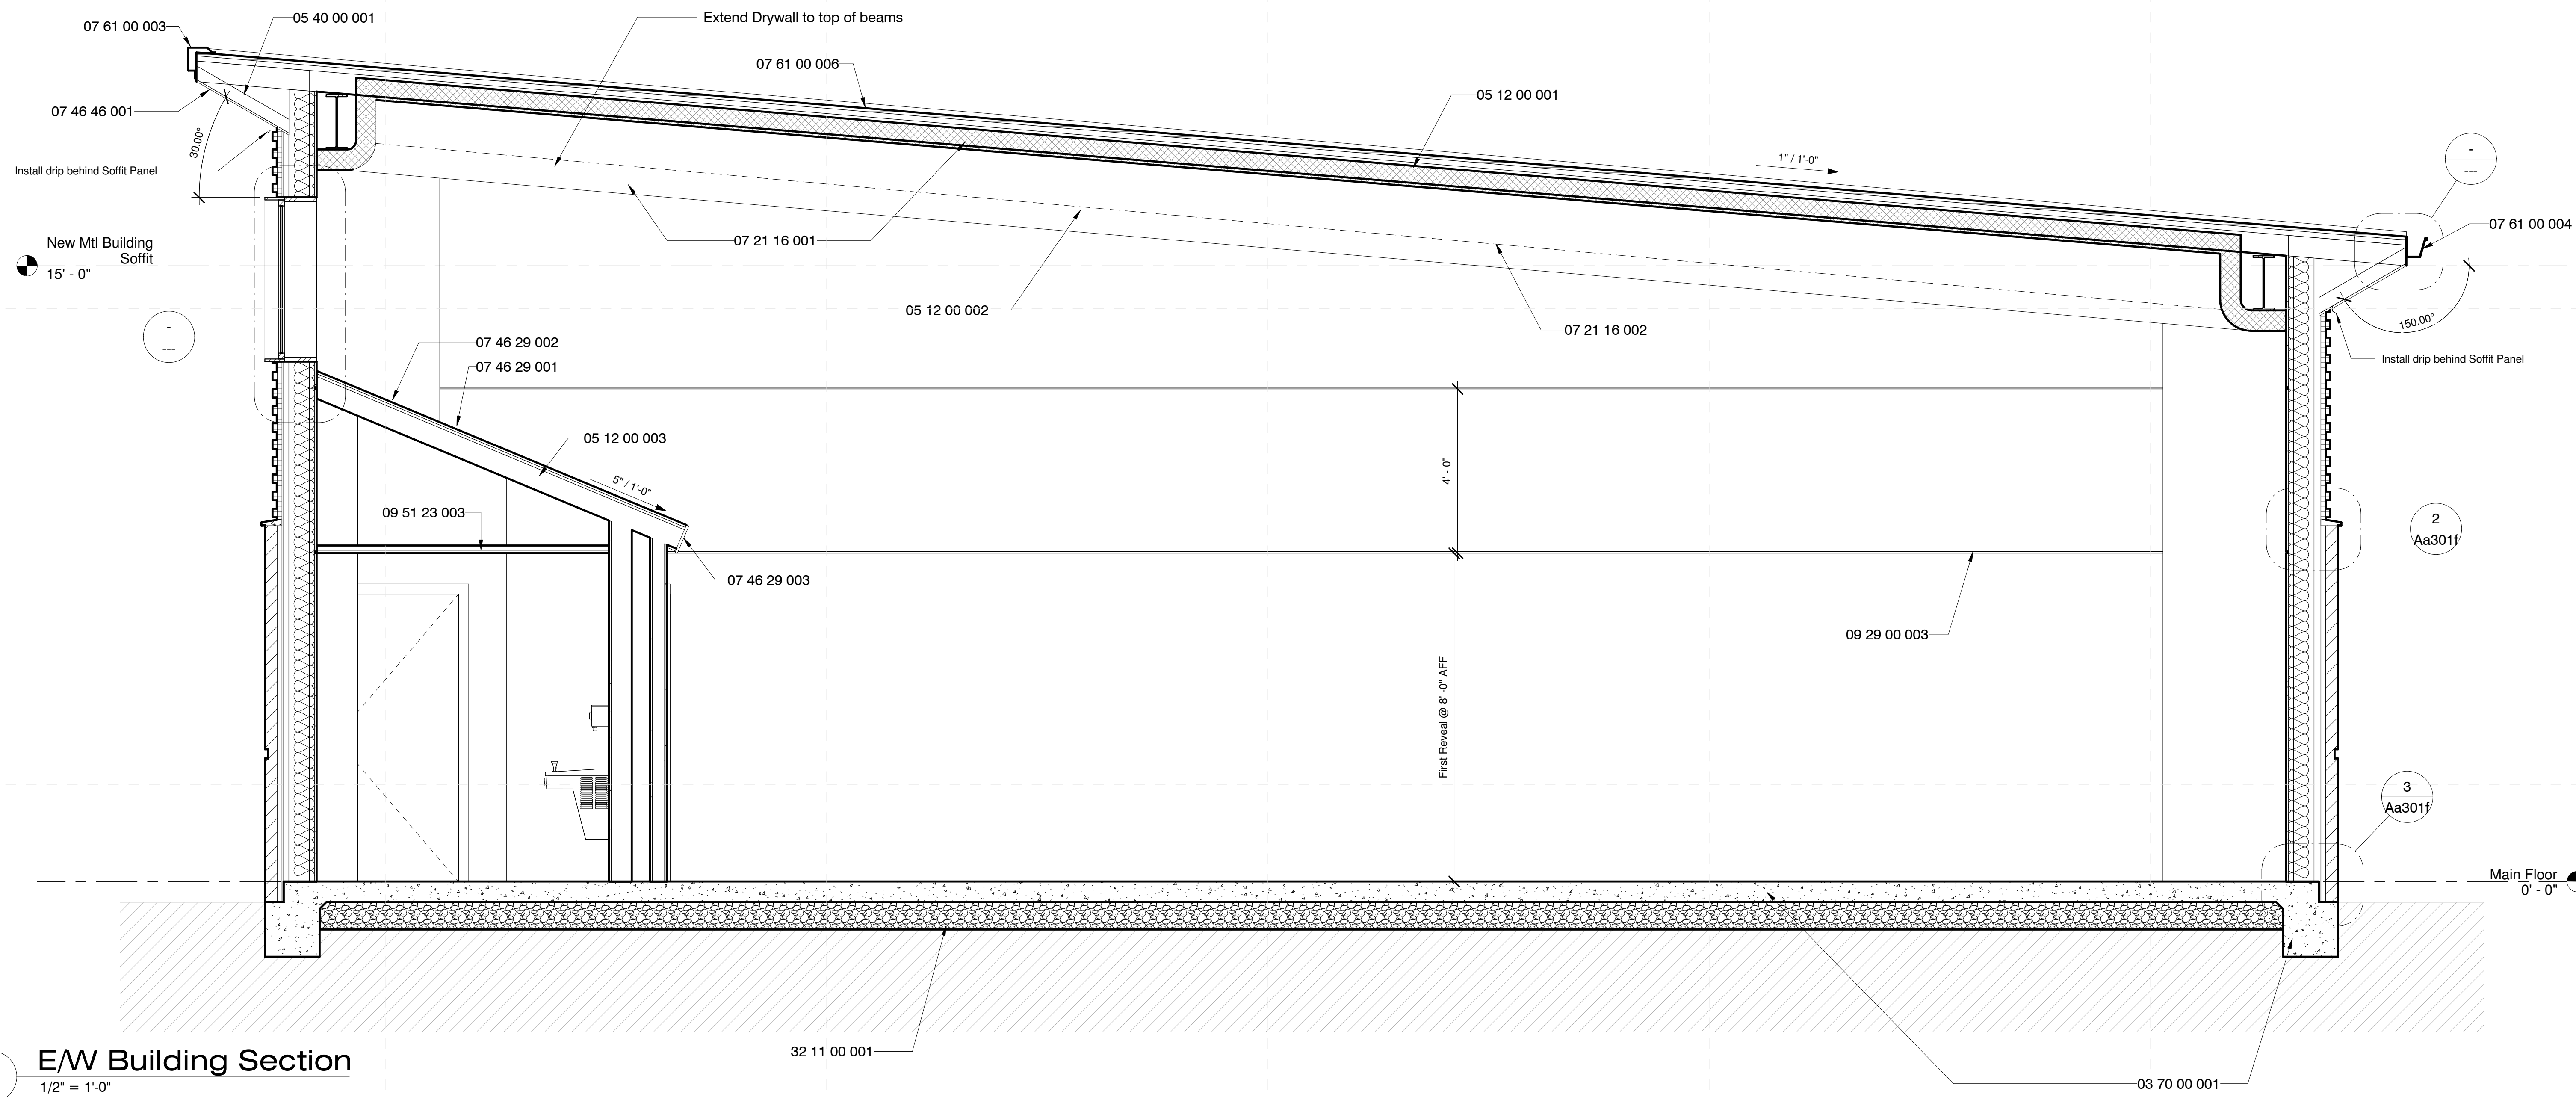 07 61 00 003
05 40 00 001
Extend Drywall to top of beams
07 61 00 006
05 12 00 001
07 46 46 001
30.00°
Install drip behind Soffit Panel
1" / 1'-0"
-
---
07 61 00 004
New Mtl Building
Soffit
15' - 0"
07 21 16 001
05 12 00 002
07 21 16 002
150.00°
Install drip behind Soffit Panel
-
---
07 46 29 002
07 46 29 001
05 12 00 003
5" / 1'-0"
4' - 0"
09 51 23 003
07 46 29 003
2
Aa301f
09 29 00 003
First Reveal @ 8' -0" AFF
3
Aa301f
Main Floor
0' - 0"
32 11 00 001
03 70 00 001
E/W Building Section
1/2" = 1'-0"